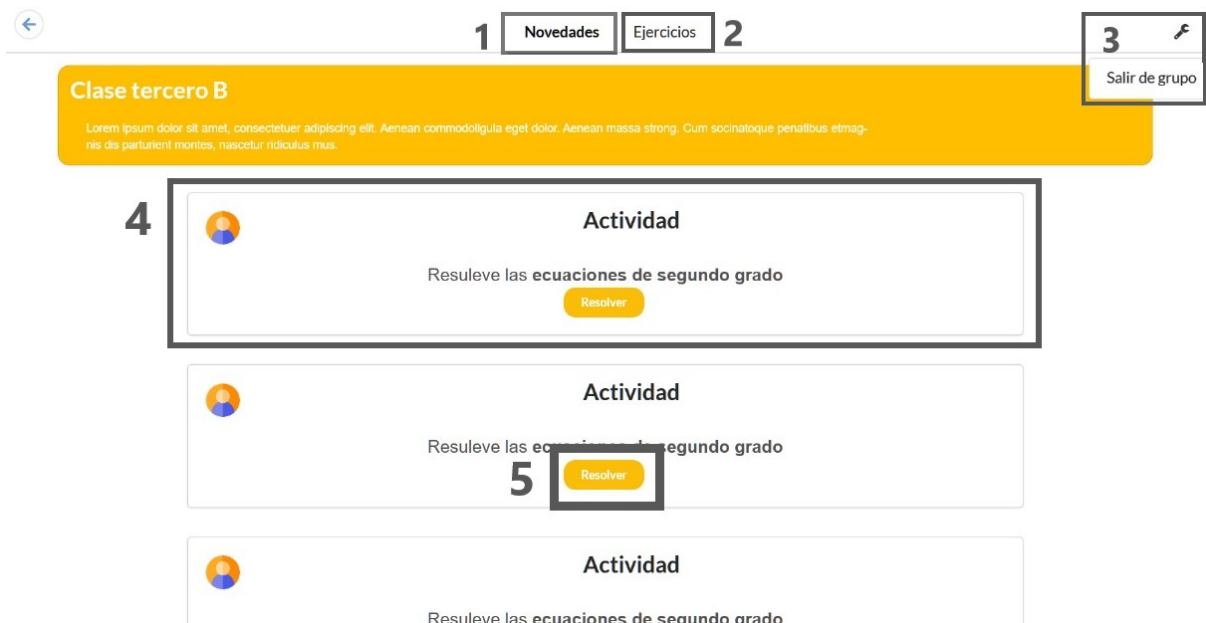 1 Novedades Ejercicios 2
3
Salir de grupo
Clase tercero B
Lorem ipsum dolor sit amet, consectetuer adipiscing elit. Aenean commodoligula eget dolor. Aenean massa strong. Cum socinatoque penatibus etmag-
nis dis parturient montes, nascetur ridiculus mus.
4
Actividad
Resuleve las ecuaciones de segundo grado
Resolver
Actividad
Resuleve las ecuaciones de segundo grado
5 Resolver
Actividad
Resuleve las ecuaciones de segundo grado